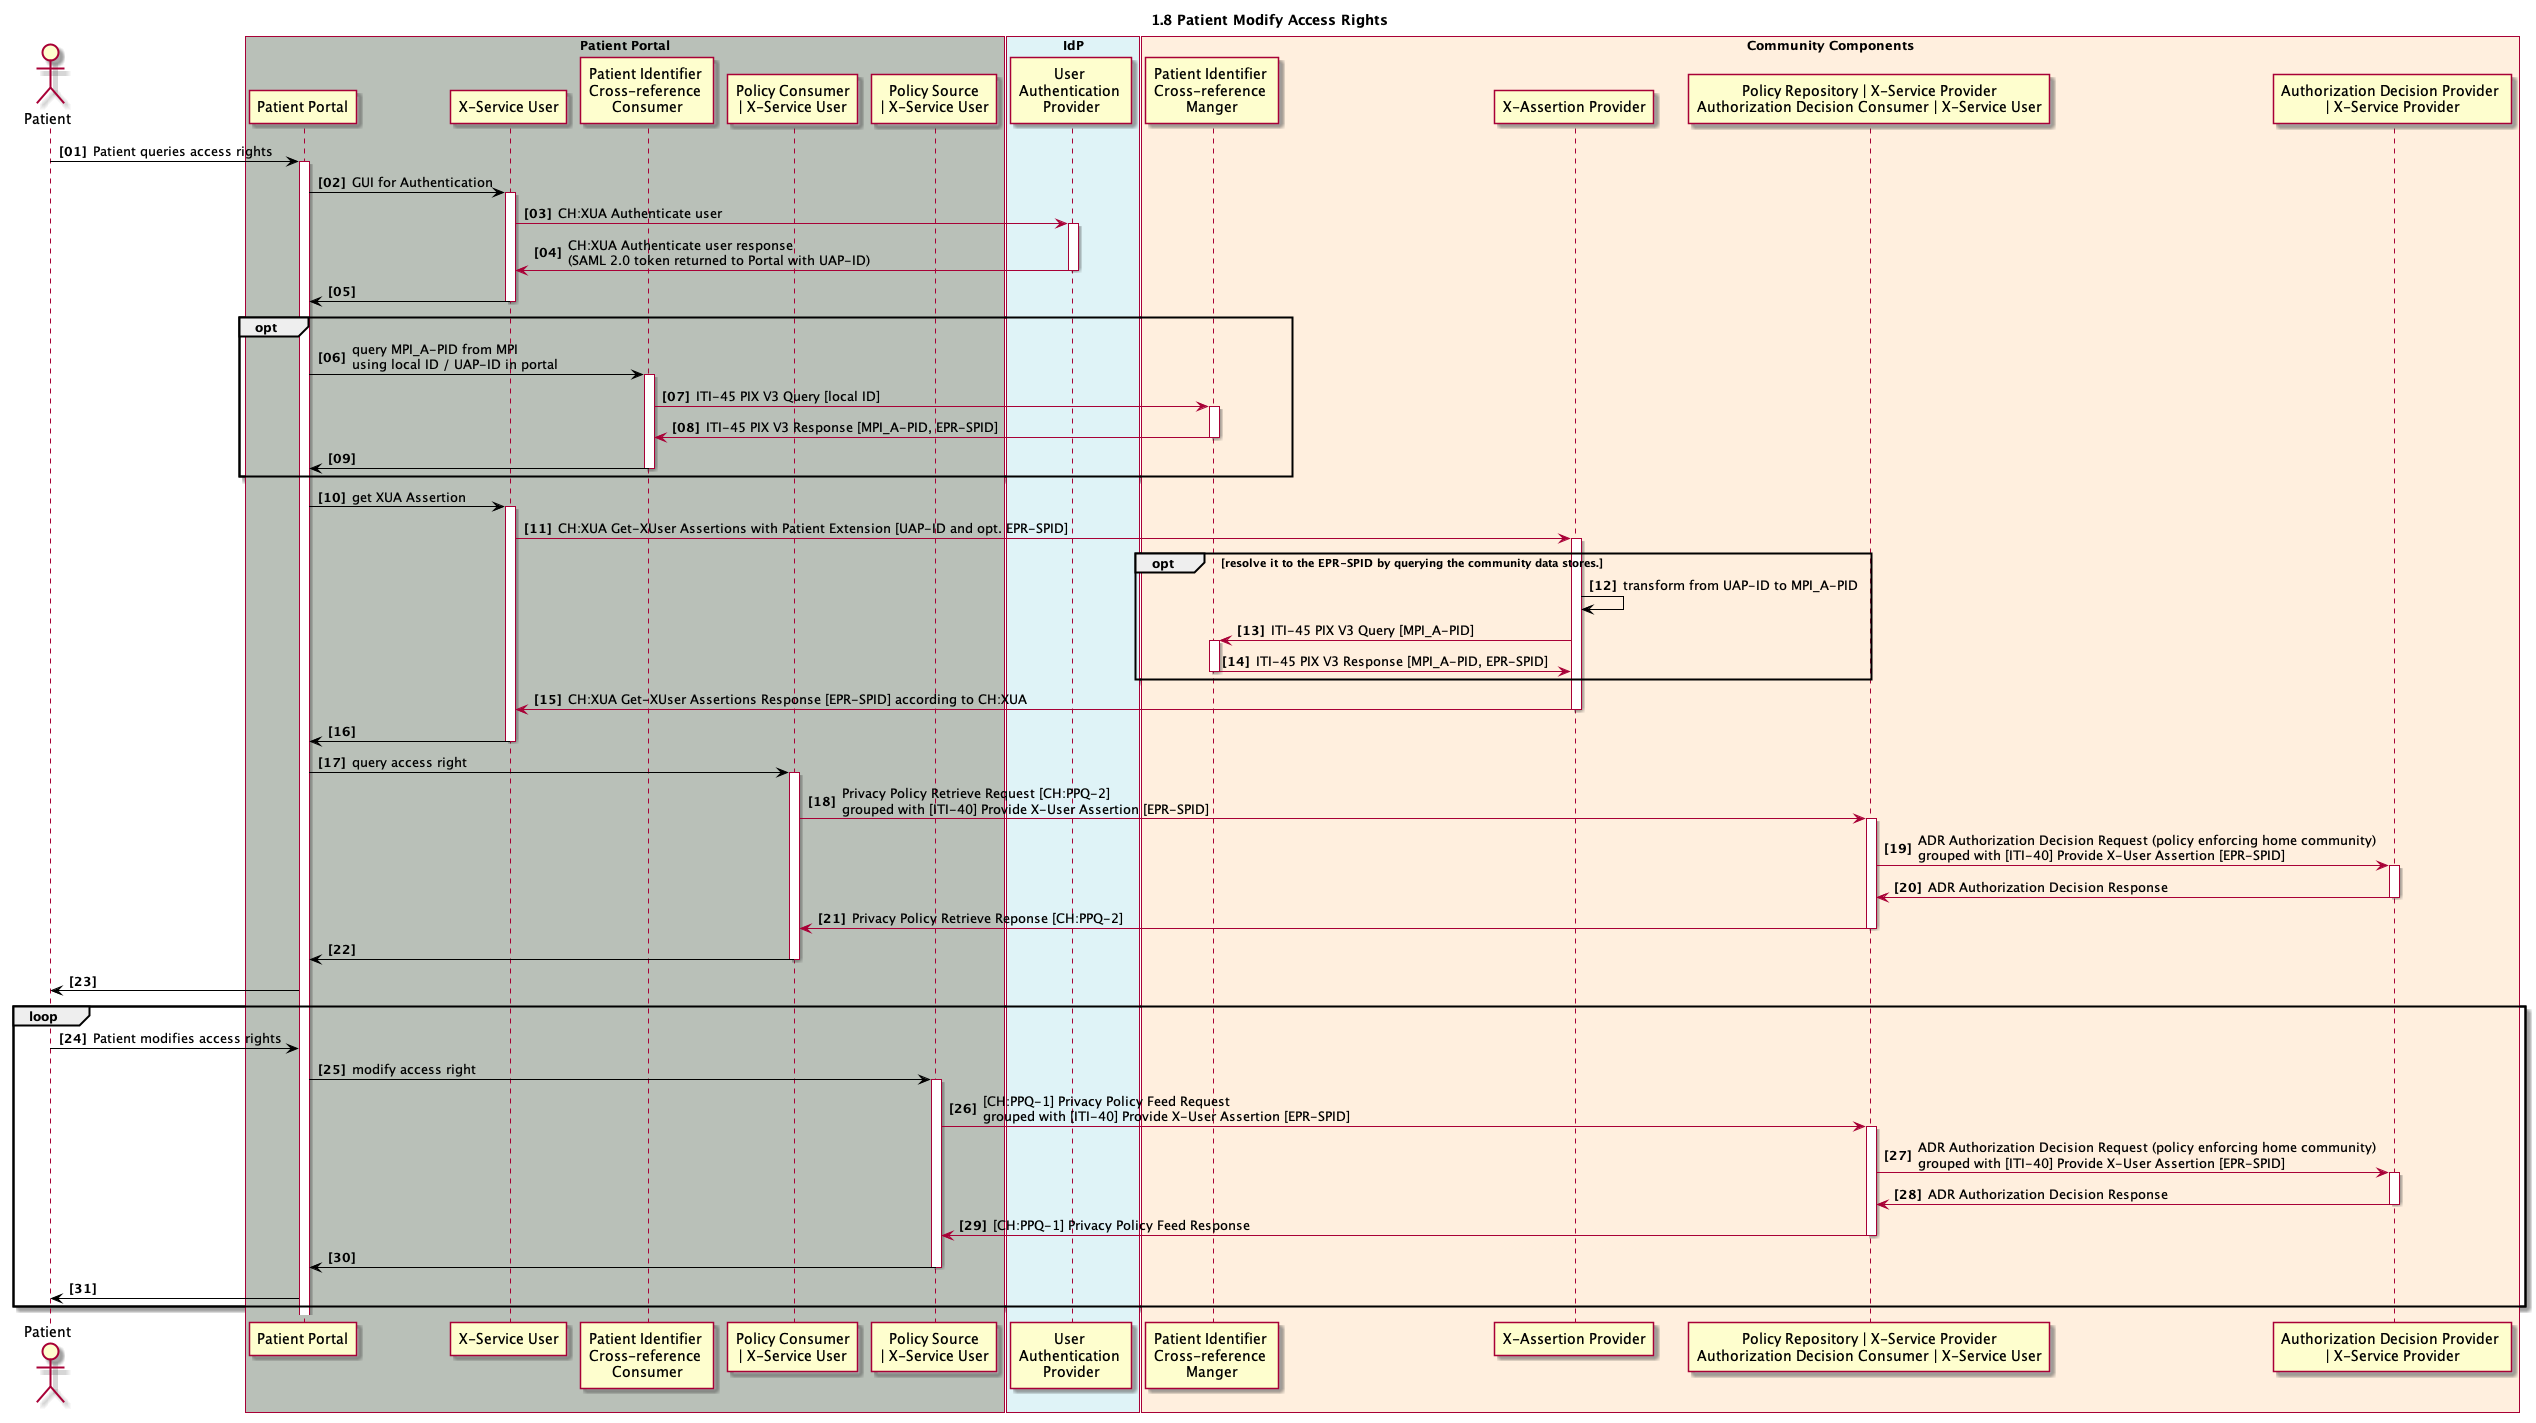 1.8 Patient Modify Access Rights
Patient Portal
IdP
Community Components
Patient
Patient Portal
X-Service User
Patient Identifier
Cross-reference
Consumer
Policy Consumer
| X-Service User
Policy Source
| X-Service User
User
Authentication
Provider
Patient Identifier
Cross-reference
Manger
X-Assertion Provider
Policy Repository | X-Service Provider
Authorization Decision Consumer | X-Service User
Authorization Decision Provider
| X-Service Provider
[01] Patient queries access rights
[02] GUI for Authentication
[03] CH:XUA Authenticate user
[04] CH:XUA Authenticate user response
(SAML 2.0 token returned to Portal with UAP-ID)
[05]
opt
[06] query MPI_A-PID from MPI
using local ID / UAP-ID in portal
[07] ITI-45 PIX V3 Query [local ID]
[08] ITI-45 PIX V3 Response [MPI_A-PID, EPR-SPID]
[09]
[10] get XUA Assertion
[11] CH:XUA Get-XUser Assertions with Patient Extension [UAP-ID and opt. EPR-SPID]
opt [resolve it to the EPR-SPID by querying the community data stores.]
[12] transform from UAP-ID to MPI_A-PID
[13] ITI-45 PIX V3 Query [MPI_A-PID]
[14] ITI-45 PIX V3 Response [MPI_A-PID, EPR-SPID]
[15] CH:XUA Get-XUser Assertions Response [EPR-SPID] according to CH:XUA
[16]
[17] query access right
[18] Privacy Policy Retrieve Request [CH:PPQ-2]
grouped with [ITI-40] Provide X-User Assertion [EPR-SPID]
[19] ADR Authorization Decision Request (policy enforcing home community)
grouped with [ITI-40] Provide X-User Assertion [EPR-SPID]
[20] ADR Authorization Decision Response
[21] Privacy Policy Retrieve Reponse [CH:PPQ-2]
[22]
[23]
loop
[24] Patient modifies access rights
[25] modify access right
[26] [CH:PPQ-1] Privacy Policy Feed Request
grouped with [ITI-40] Provide X-User Assertion [EPR-SPID]
[27] ADR Authorization Decision Request (policy enforcing home community)
grouped with [ITI-40] Provide X-User Assertion [EPR-SPID]
[28] ADR Authorization Decision Response
[29] [CH:PPQ-1] Privacy Policy Feed Response
[30]
[31]
Patient
Patient Portal
X-Service User
Patient Identifier
Cross-reference
Consumer
Policy Consumer
| X-Service User
Policy Source
| X-Service User
User
Authentication
Provider
Patient Identifier
Cross-reference
Manger
X-Assertion Provider
Policy Repository | X-Service Provider
Authorization Decision Consumer | X-Service User
Authorization Decision Provider
| X-Service Provider